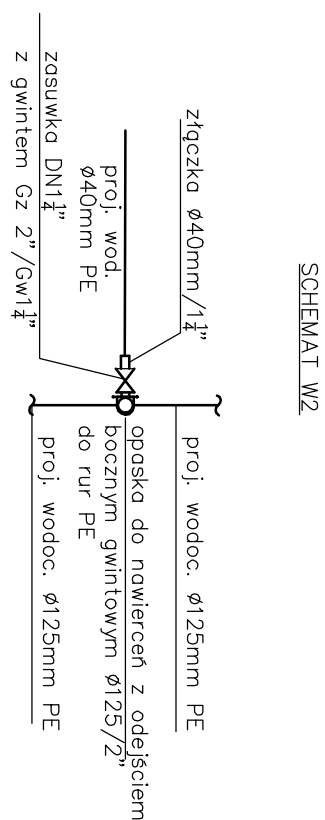 SCHEMAT W2
złączka ø40mm/1¼"
proj. wod.
ø40mm PE
zasuwka DN1¼"
z gwintem Gz 2"/Gw1¼"
proj. wodoc. ø125mm PE
opaska do nawierceń z odejściem
bocznym gwintowym ø125/2"
do rur PE
proj. wodoc. ø125mm PE